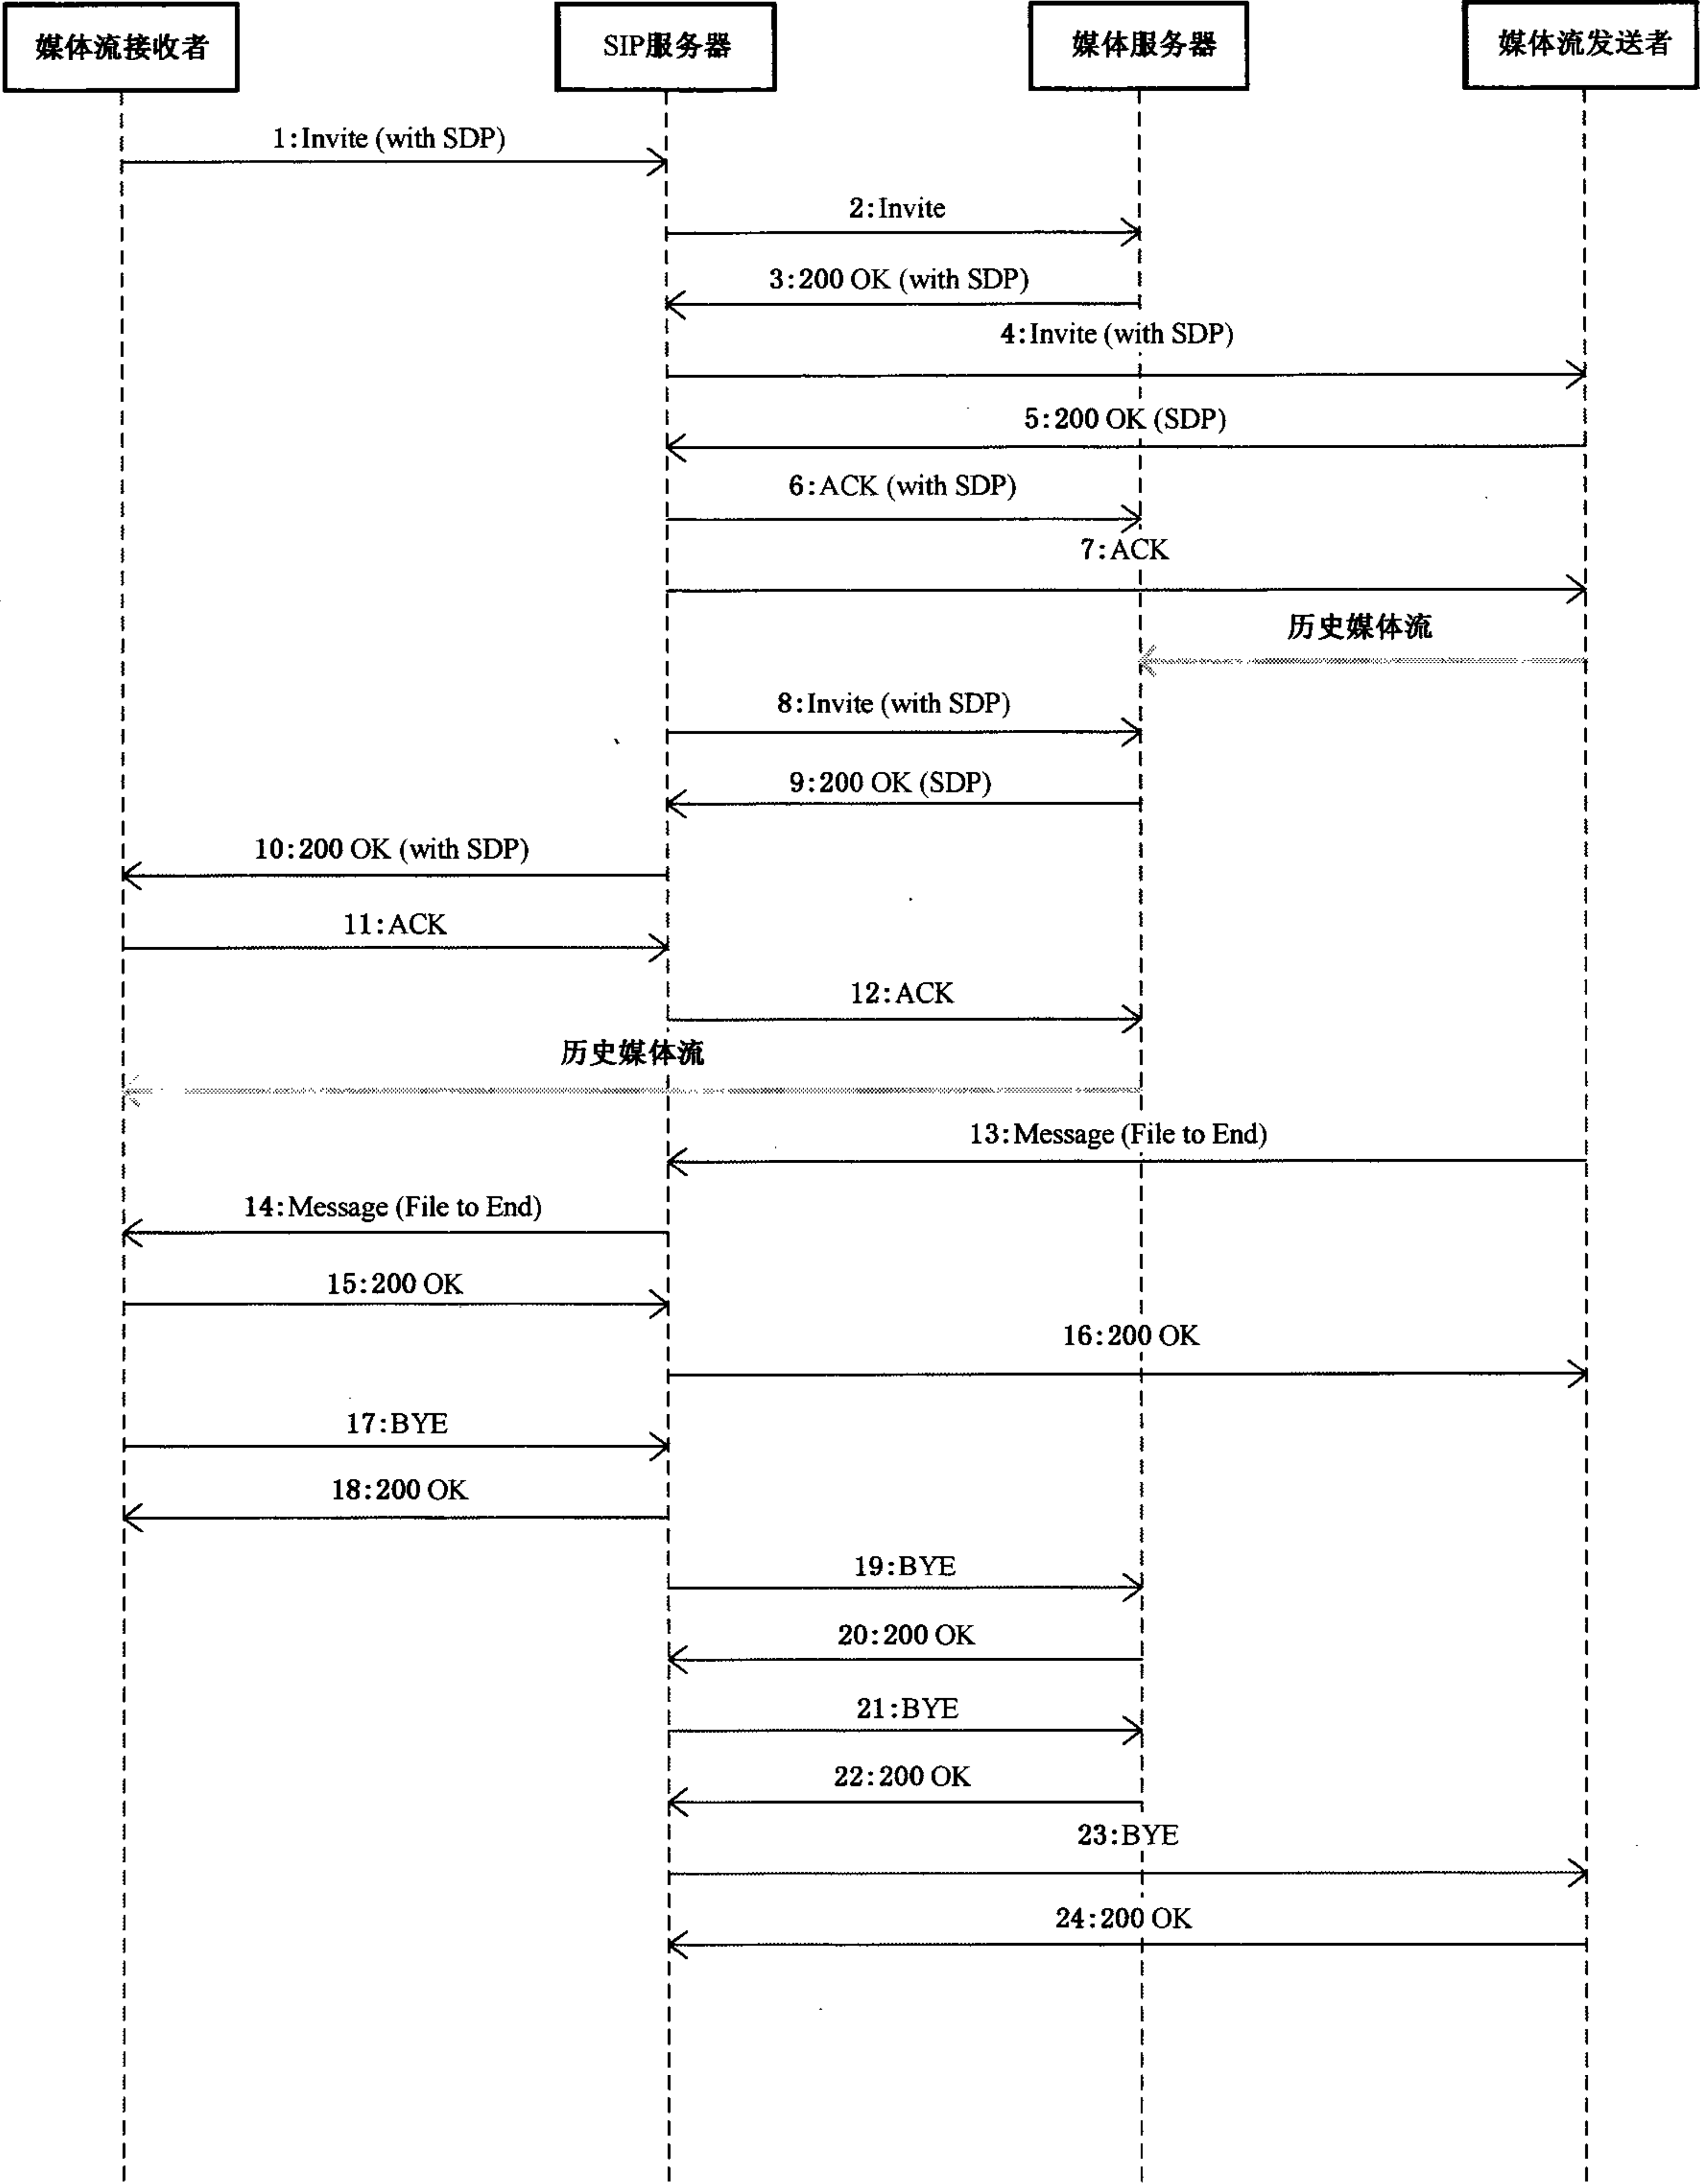 媒体流接收者
SIP服务器
媒体服务器
媒体流发送者
1:Invite (with SDP)
2:Invite
3:200 OK (with SDP)
4:Invite (with SDP)
5:200 OK (SDP)
6:ACK (with SDP)
7:ACK
历史媒体流
8:Invite (with SDP)
9:200 OK (SDP)
10:200 OK (with SDP)
11:ACK
12:ACK
历史媒体流
13:Message (File to End)
14:Message (File to End)
15:200 OK
16:200 OK
17:BYE
18:200 OK
19:BYE
20:200 OK
21:BYE
22:200 OK
23:BYE
24:200 OK